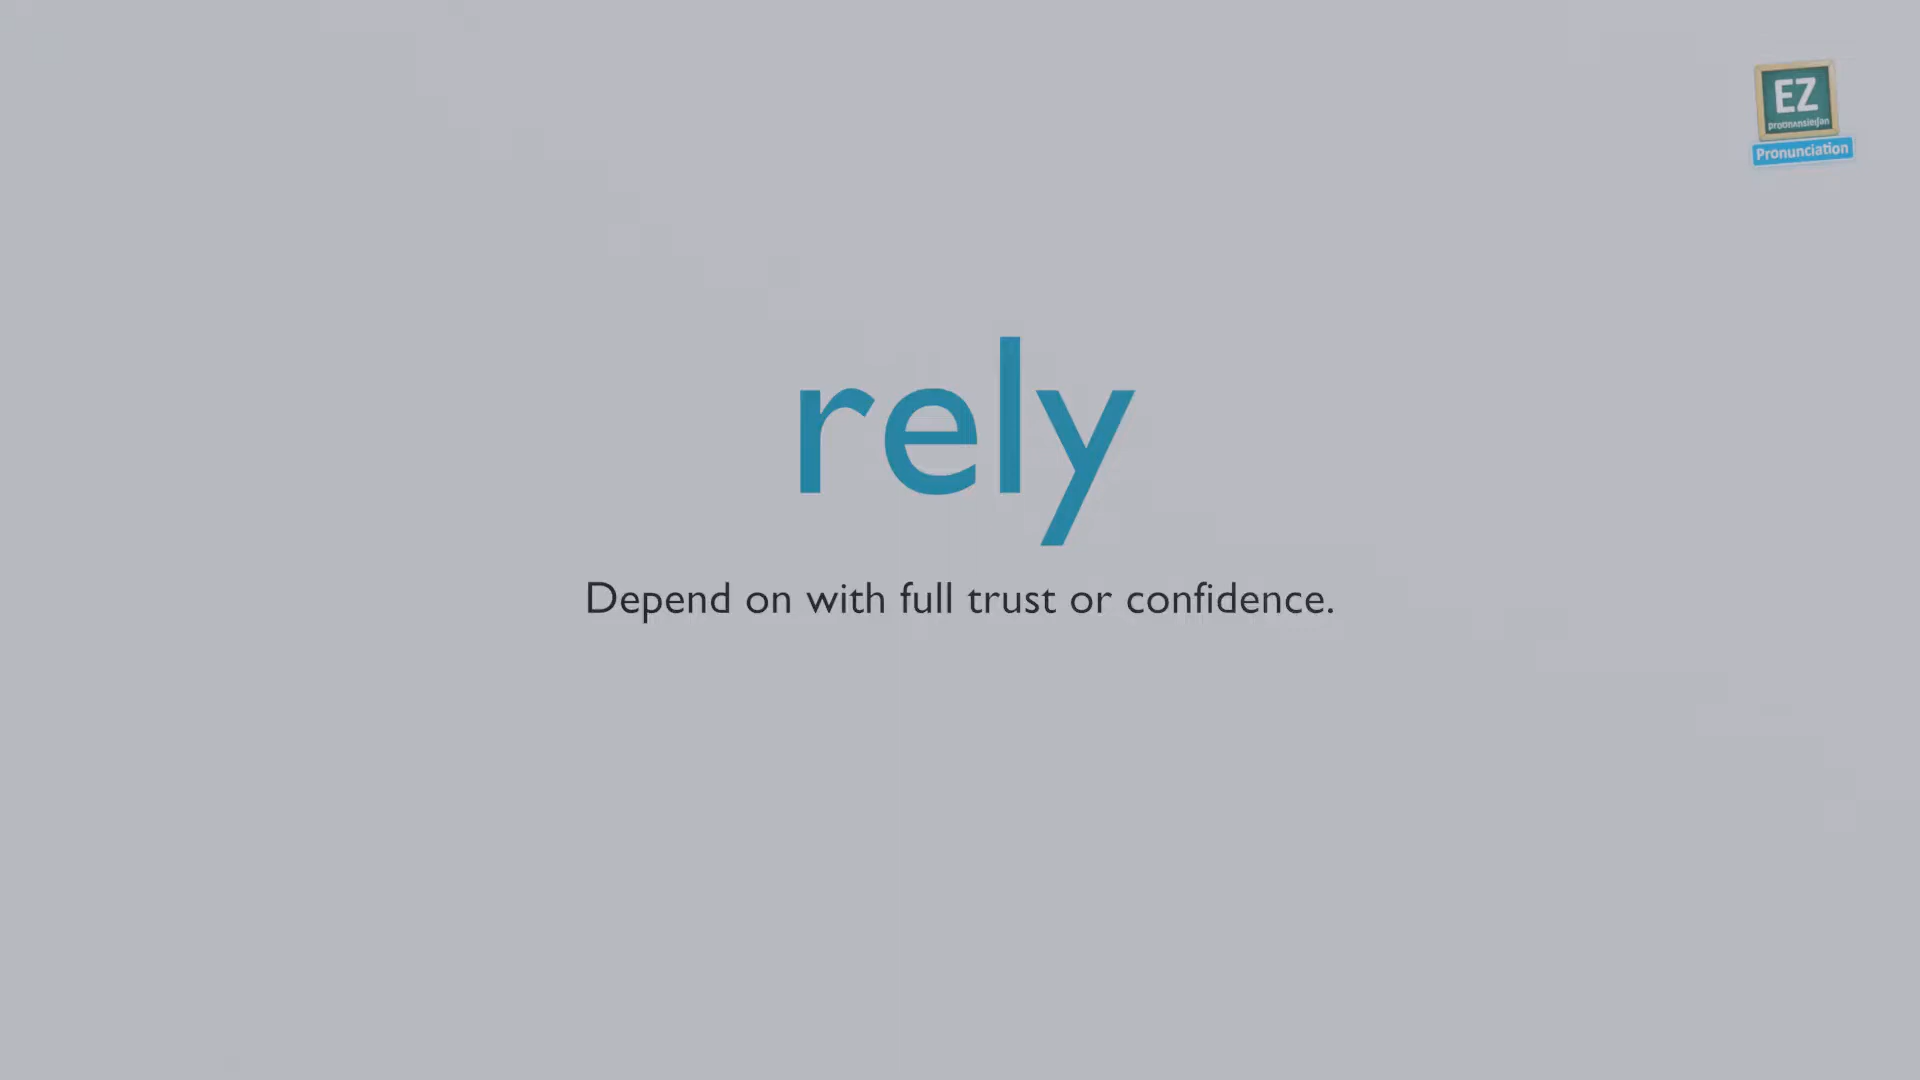 EZ
Pronunciation
rely
Depend on with full trust or confidence.